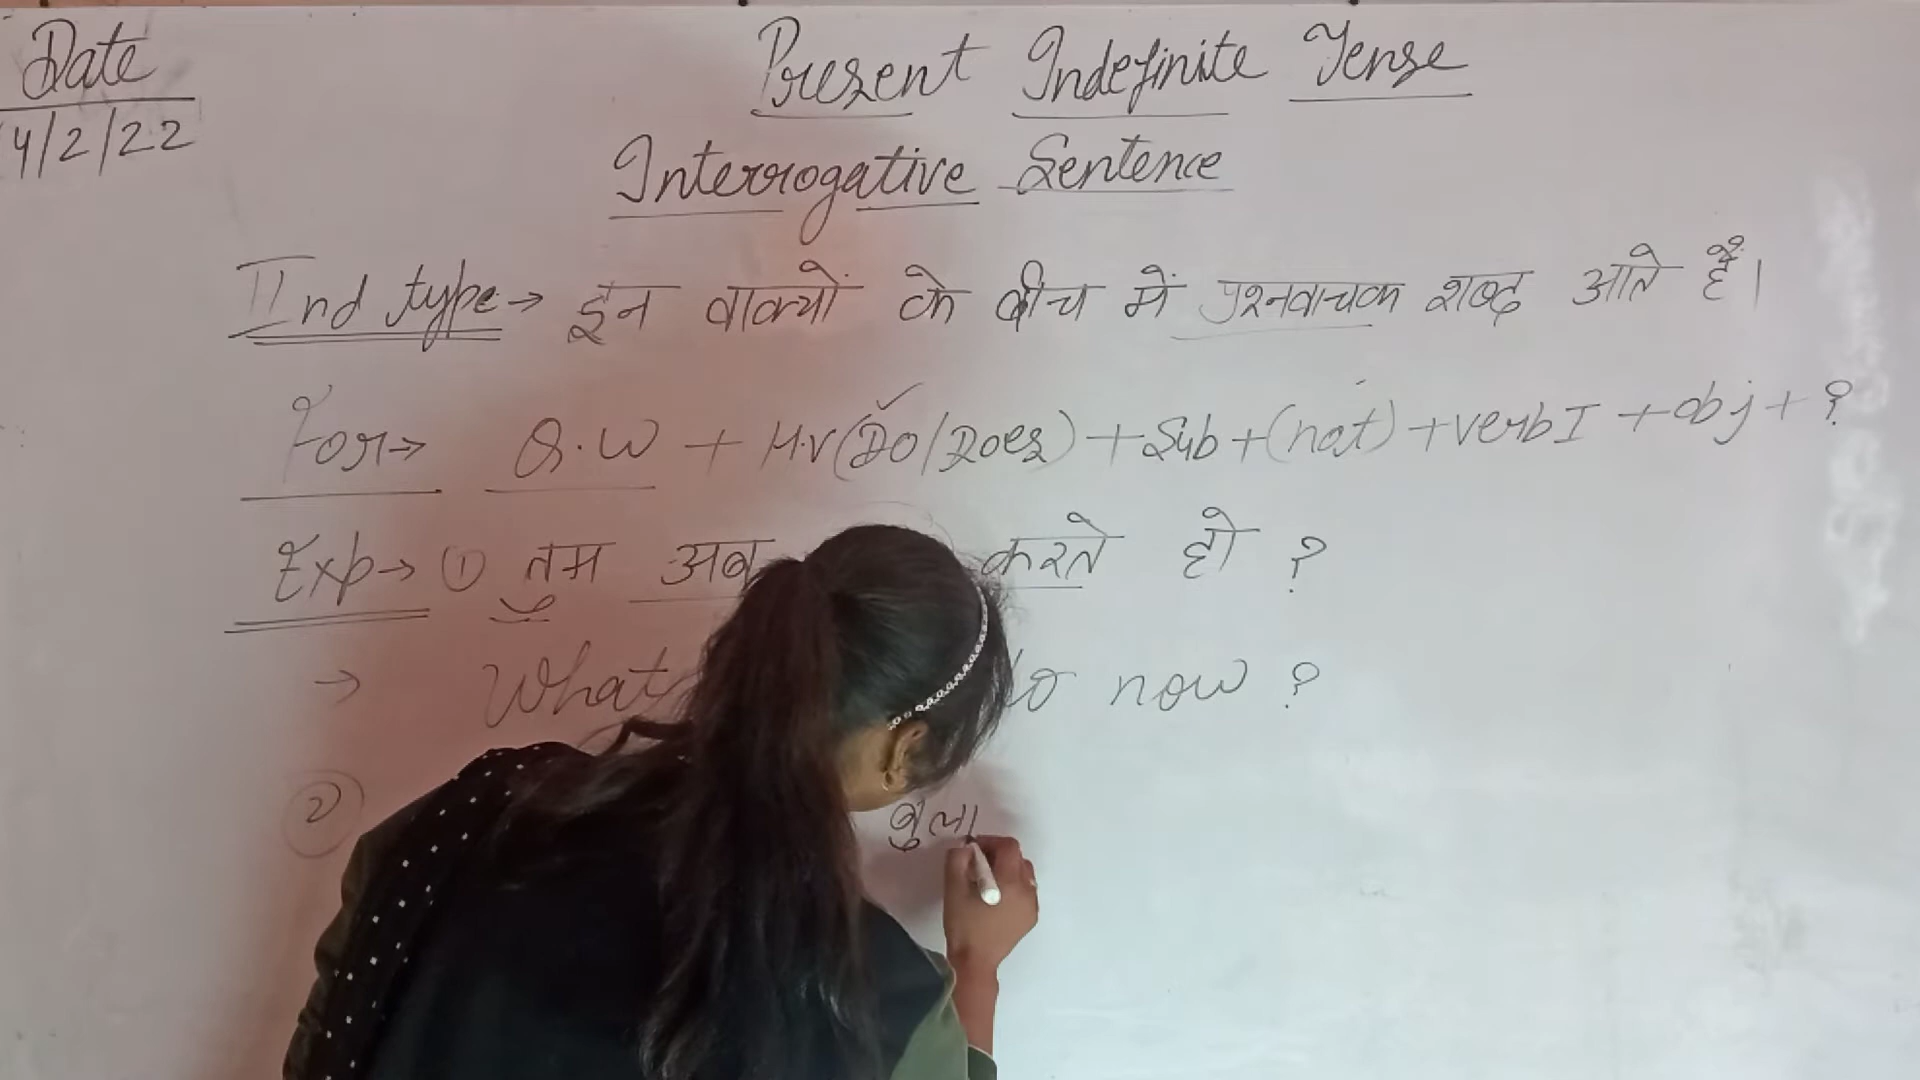 Date
4/2/22
Present Indefinite Tense
Interrogative Sentence
IInd type → इन वाक्यों के बीच में प्रश्नवाचक शब्द आते हैं।
For → Q.W + H.V (Do/Does) + Sub + (not) + verb I + obj + ?
Exp → ① तुम अब करते हो ?
→ What do now ?
② बुला